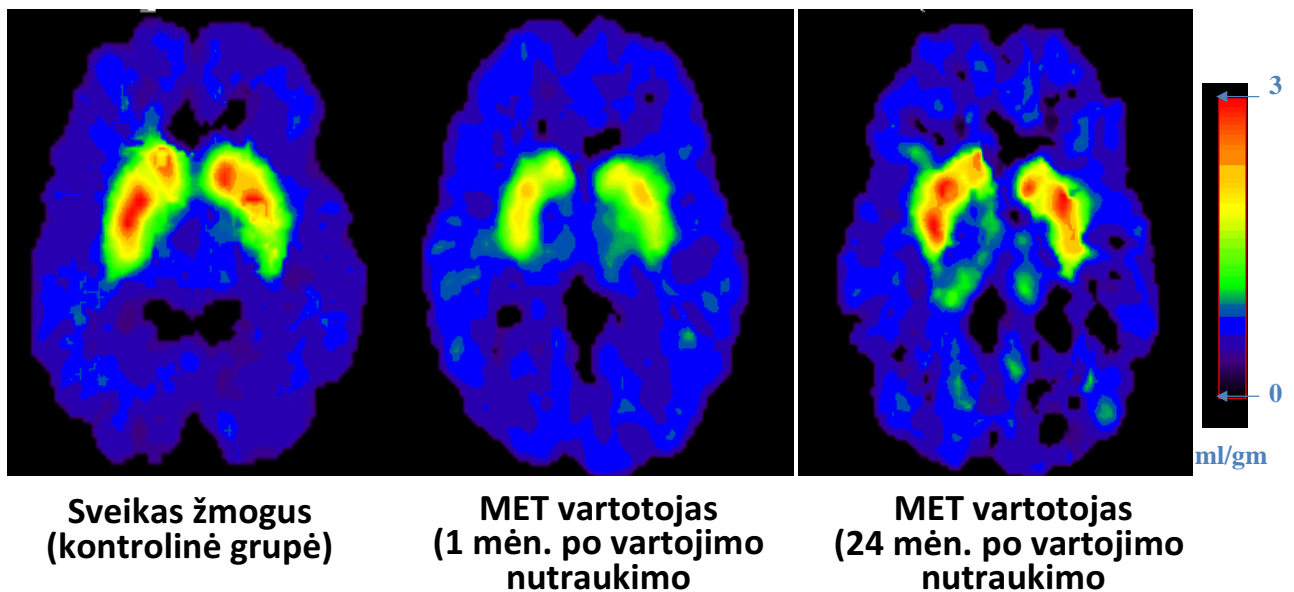 3
0
ml/gm
Sveikas žmogus
(kontrolinė grupė)
MET vartotojas
(1 mėn. po vartojimo
nutraukimo
MET vartotojas
(24 mėn. po vartojimo
nutraukimo